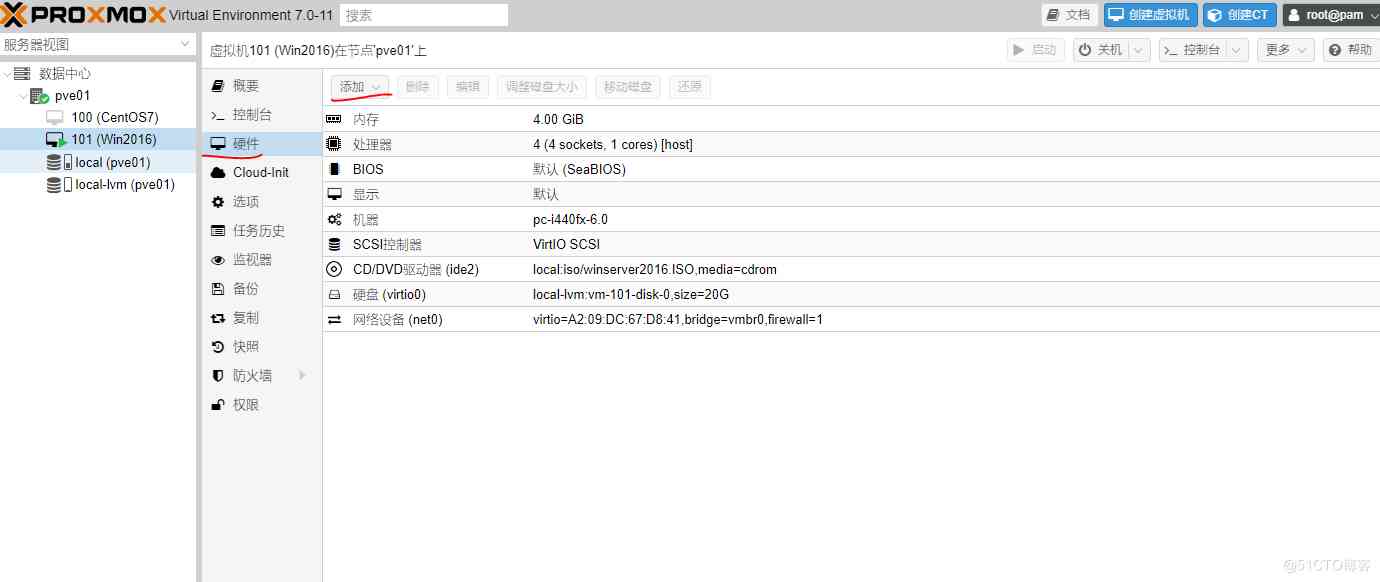 PROXMOX Virtual Environment 7.0-11 搜索 文档 创建虚拟机 创建CT root@pam
服务器视图
虚拟机101 (Win2016)在节点'pve01'上 启动 关机 控制台 更多 帮助
数据中心
pve01
100 (CentOS7)
101 (Win2016)
local (pve01)
local-lvm (pve01)
概要
控制台
硬件
Cloud-Init
选项
任务历史
监视器
备份
复制
快照
防火墙
权限
添加 删除 编辑 调整磁盘大小 移动磁盘 还原
内存 4.00 GiB
处理器 4 (4 sockets, 1 cores) [host]
BIOS 默认 (SeaBIOS)
显示 默认
机器 pc-i440fx-6.0
SCSI控制器 VirtIO SCSI
CD/DVD驱动器 (ide2) local:iso/winserver2016.ISO,media=cdrom
硬盘 (virtio0) local-lvm:vm-101-disk-0,size=20G
网络设备 (net0) virtio=A2:09:DC:67:D8:41,bridge=vmbr0,firewall=1
@51CTO博客